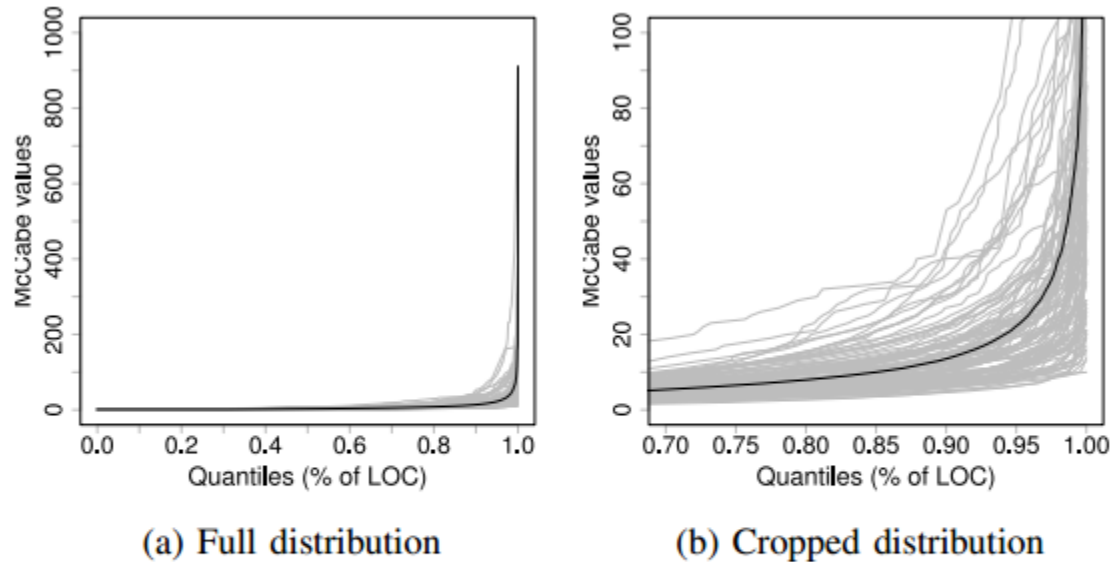 McCabe values
0 200 400 600 800 1000
0.0 0.2 0.4 0.6 0.8 1.0
Quantiles (% of LOC)
(a) Full distribution
McCabe values
0 20 40 60 80 100
0.70 0.75 0.80 0.85 0.90 0.95 1.00
Quantiles (% of LOC)
(b) Cropped distribution